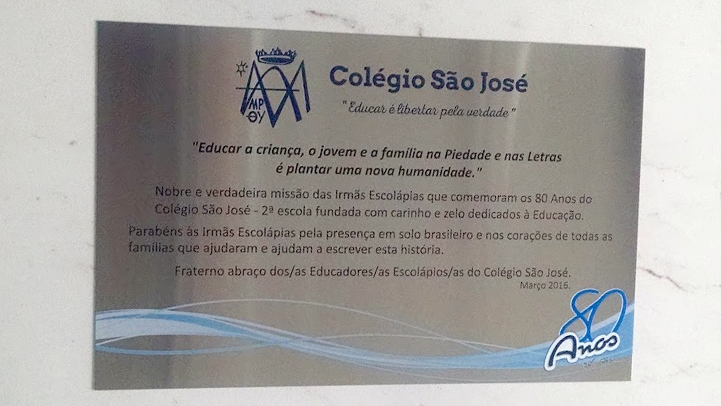 MP
ΘY
Colégio São José
"Educar é libertar pela verdade"
"Educar a criança, o jovem e a família na Piedade e nas Letras
é plantar uma nova humanidade."
Nobre e verdadeira missão das Irmãs Escolápias que comemoram os 80 Anos do
Colégio São José - 2ª escola fundada com carinho e zelo dedicados à Educação.
Parabéns às Irmãs Escolápias pela presença em solo brasileiro e nos corações de todas as
famílias que ajudaram e ajudam a escrever esta história.
Fraterno abraço dos/as Educadores/as Escolápios/as do Colégio São José.
Março 2016.
80
Anos